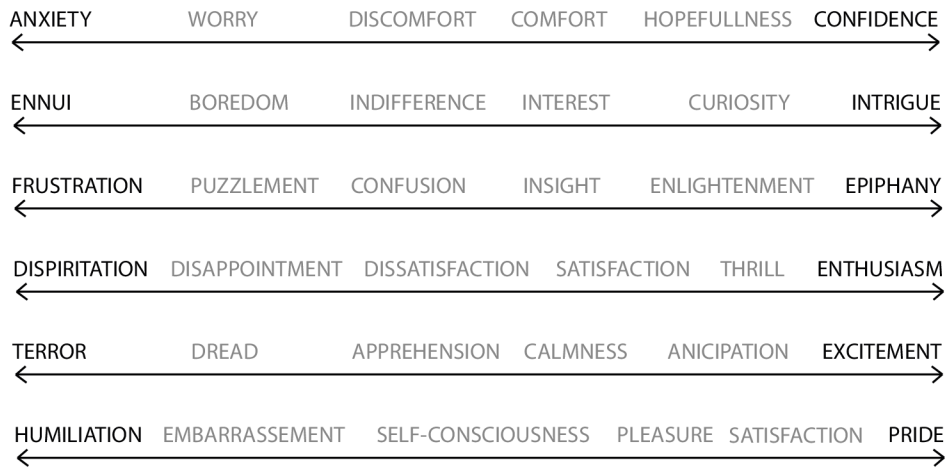 ANXIETY WORRY DISCOMFORT COMFORT HOPEFULLNESS CONFIDENCE
ENNUI BOREDOM INDIFFERENCE INTEREST CURIOSITY INTRIGUE
FRUSTRATION PUZZLEMENT CONFUSION INSIGHT ENLIGHTENMENT EPIPHANY
DISPIRITATION DISAPPOINTMENT DISSATISFACTION SATISFACTION THRILL ENTHUSIASM
TERROR DREAD APPREHENSION CALMNESS ANICIPATION EXCITEMENT
HUMILIATION EMBARRASSEMENT SELF-CONSCIOUSNESS PLEASURE SATISFACTION PRIDE